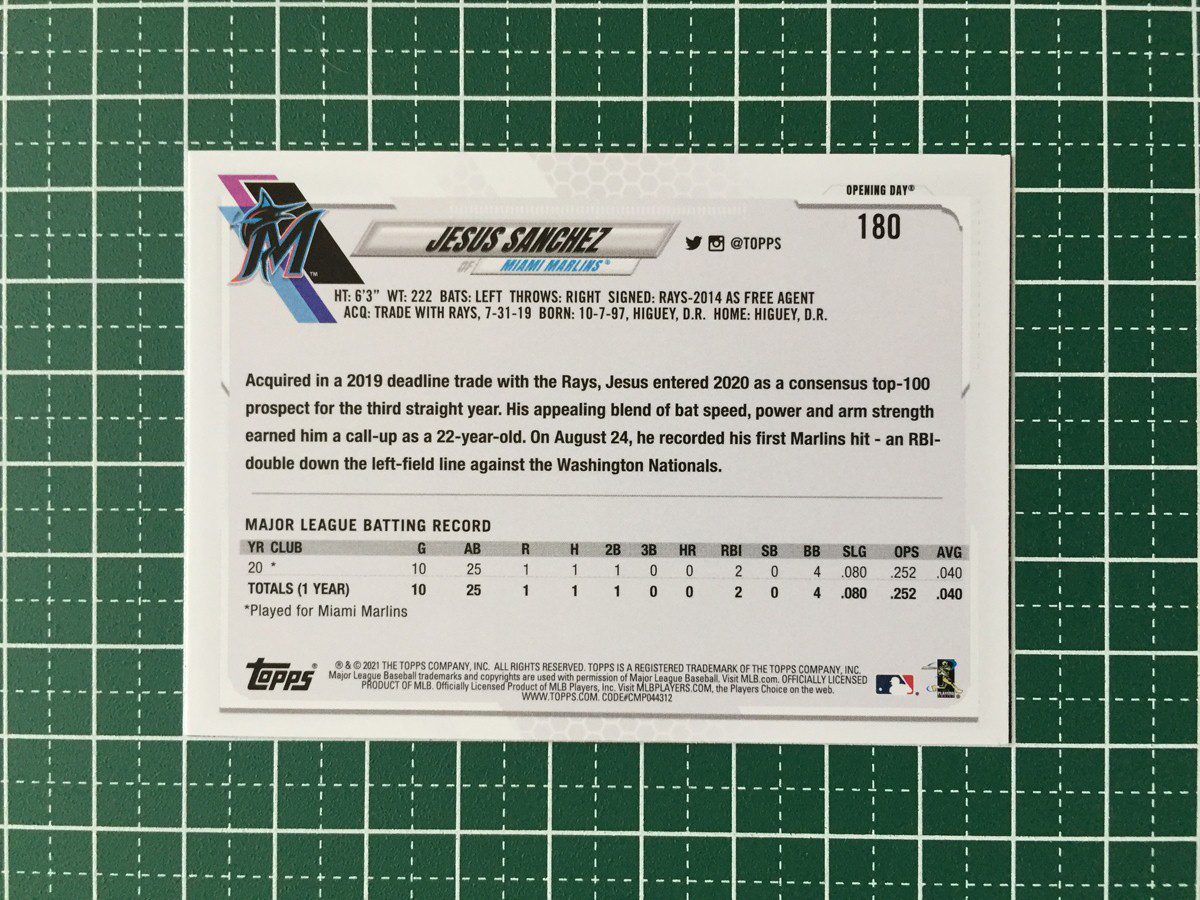 OPENING DAY®
180
JESUS SANCHEZ
@TOPPS
OF MIAMI MARLINS®
M™
HT: 6'3" WT: 222 BATS: LEFT THROWS: RIGHT SIGNED: RAYS-2014 AS FREE AGENT
ACQ: TRADE WITH RAYS, 7-31-19 BORN: 10-7-97, HIGUEY, D.R. HOME: HIGUEY, D.R.
Acquired in a 2019 deadline trade with the Rays, Jesus entered 2020 as a consensus top-100
prospect for the third straight year. His appealing blend of bat speed, power and arm strength
earned him a call-up as a 22-year-old. On August 24, he recorded his first Marlins hit - an RBI-
double down the left-field line against the Washington Nationals.
MAJOR LEAGUE BATTING RECORD
YR CLUB G AB R H 2B 3B HR RBI SB BB SLG OPS AVG
20 * 10 25 1 1 1 0 0 2 0 4 .080 .252 .040
TOTALS (1 YEAR) 10 25 1 1 1 0 0 2 0 4 .080 .252 .040
*Played for Miami Marlins
TOPPS®
® & © 2021 THE TOPPS COMPANY, INC. ALL RIGHTS RESERVED. TOPPS IS A REGISTERED TRADEMARK OF THE TOPPS COMPANY, INC.
Major League Baseball trademarks and copyrights are used with permission of Major League Baseball. Visit MLB.com. OFFICIALLY LICENSED
PRODUCT OF MLB. Officially Licensed Product of MLB Players, Inc. Visit MLBPLAYERS.COM, the Players Choice on the web.
WWW.TOPPS.COM. CODE#CMP044312